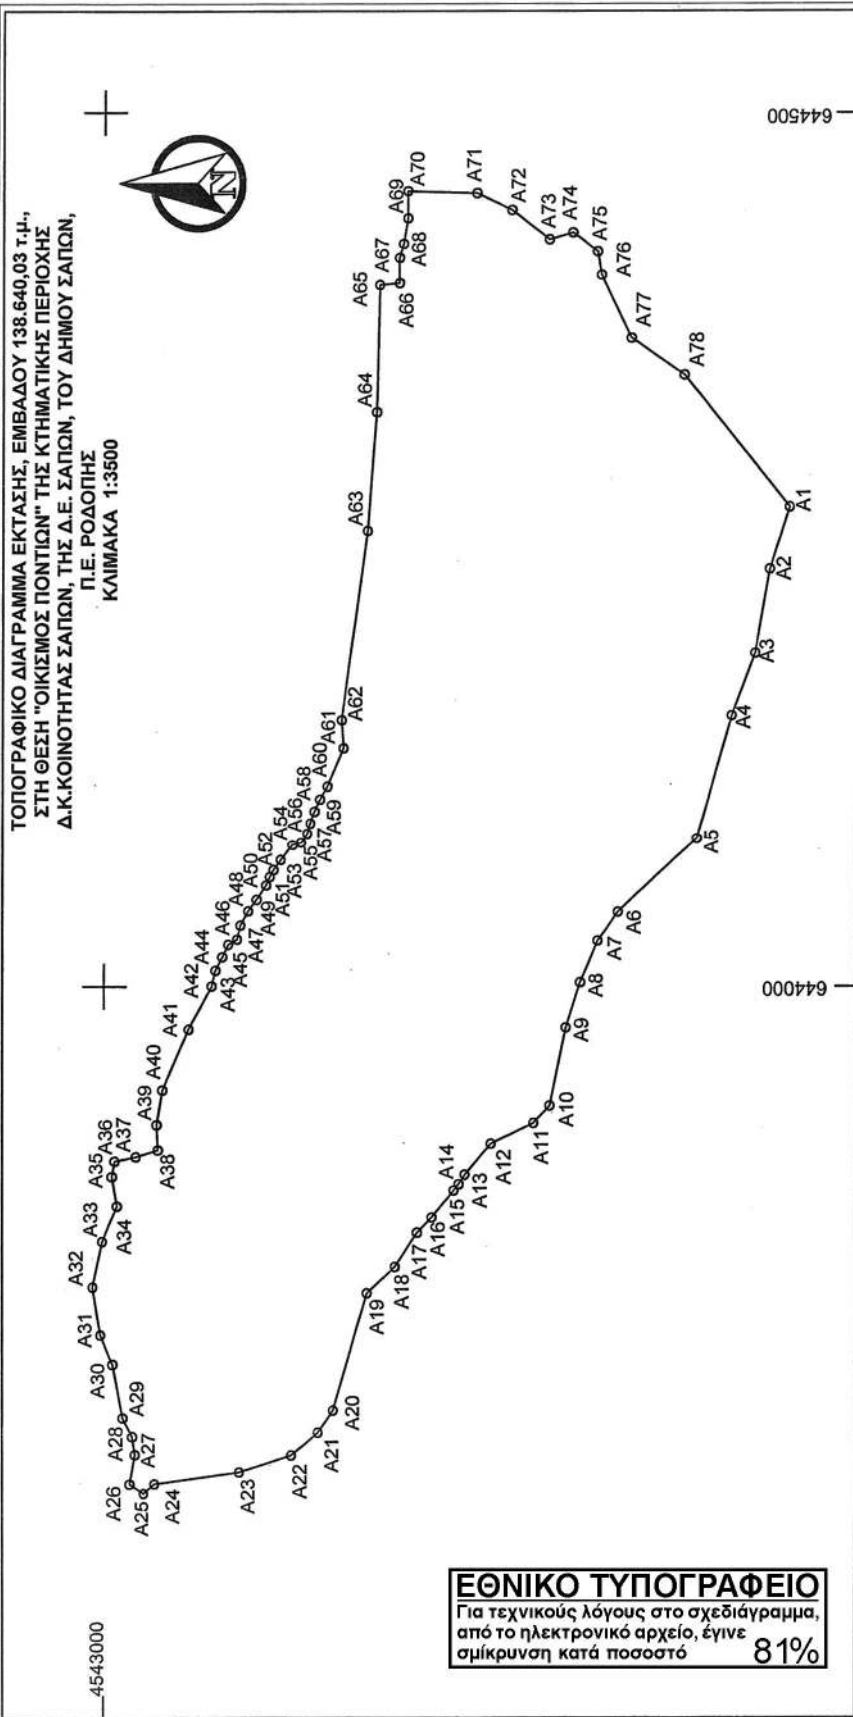 ΤΟΠΟΓΡΑΦΙΚΟ ΔΙΑΓΡΑΜΜΑ ΕΚΤΑΣΗΣ, ΕΜΒΑΔΟΥ 138.640,03 τ.μ.,
ΣΤΗ ΘΕΣΗ "ΟΙΚΙΣΜΟΣ ΠΟΝΤΙΩΝ" ΤΗΣ ΚΤΗΜΑΤΙΚΗΣ ΠΕΡΙΟΧΗΣ
Δ.Κ.ΚΟΙΝΟΤΗΤΑΣ ΣΑΠΩΝ, ΤΗΣ Δ.Ε. ΣΑΠΩΝ, ΤΟΥ ΔΗΜΟΥ ΣΑΠΩΝ,
Π.Ε. ΡΟΔΟΠΗΣ
ΚΛΙΜΑΚΑ 1:3500
N
644500
644000
4543000
A1
A2
A3
A4
A5
A6
A7
A8
A9
A10
A11
A12
A13
A14
A15
A16
A17
A18
A19
A20
A21
A22
A23
A24
A25
A26
A27
A28
A29
A30
A31
A32
A33
A34
A35
A36
A37
A38
A39
A40
A41
A42
A43
A44
A45
A46
A47
A48
A49
A50
A51
A52
A53
A54
A55
A56
A57
A58
A59
A60
A61
A62
A63
A64
A65
A66
A67
A68
A69
A70
A71
A72
A73
A74
A75
A76
A77
A78
ΕΘΝΙΚΟ ΤΥΠΟΓΡΑΦΕΙΟ
Για τεχνικούς λόγους στο σχεδιάγραμμα,
από το ηλεκτρονικό αρχείο, έγινε
σμίκρυνση κατά ποσοστό 81%